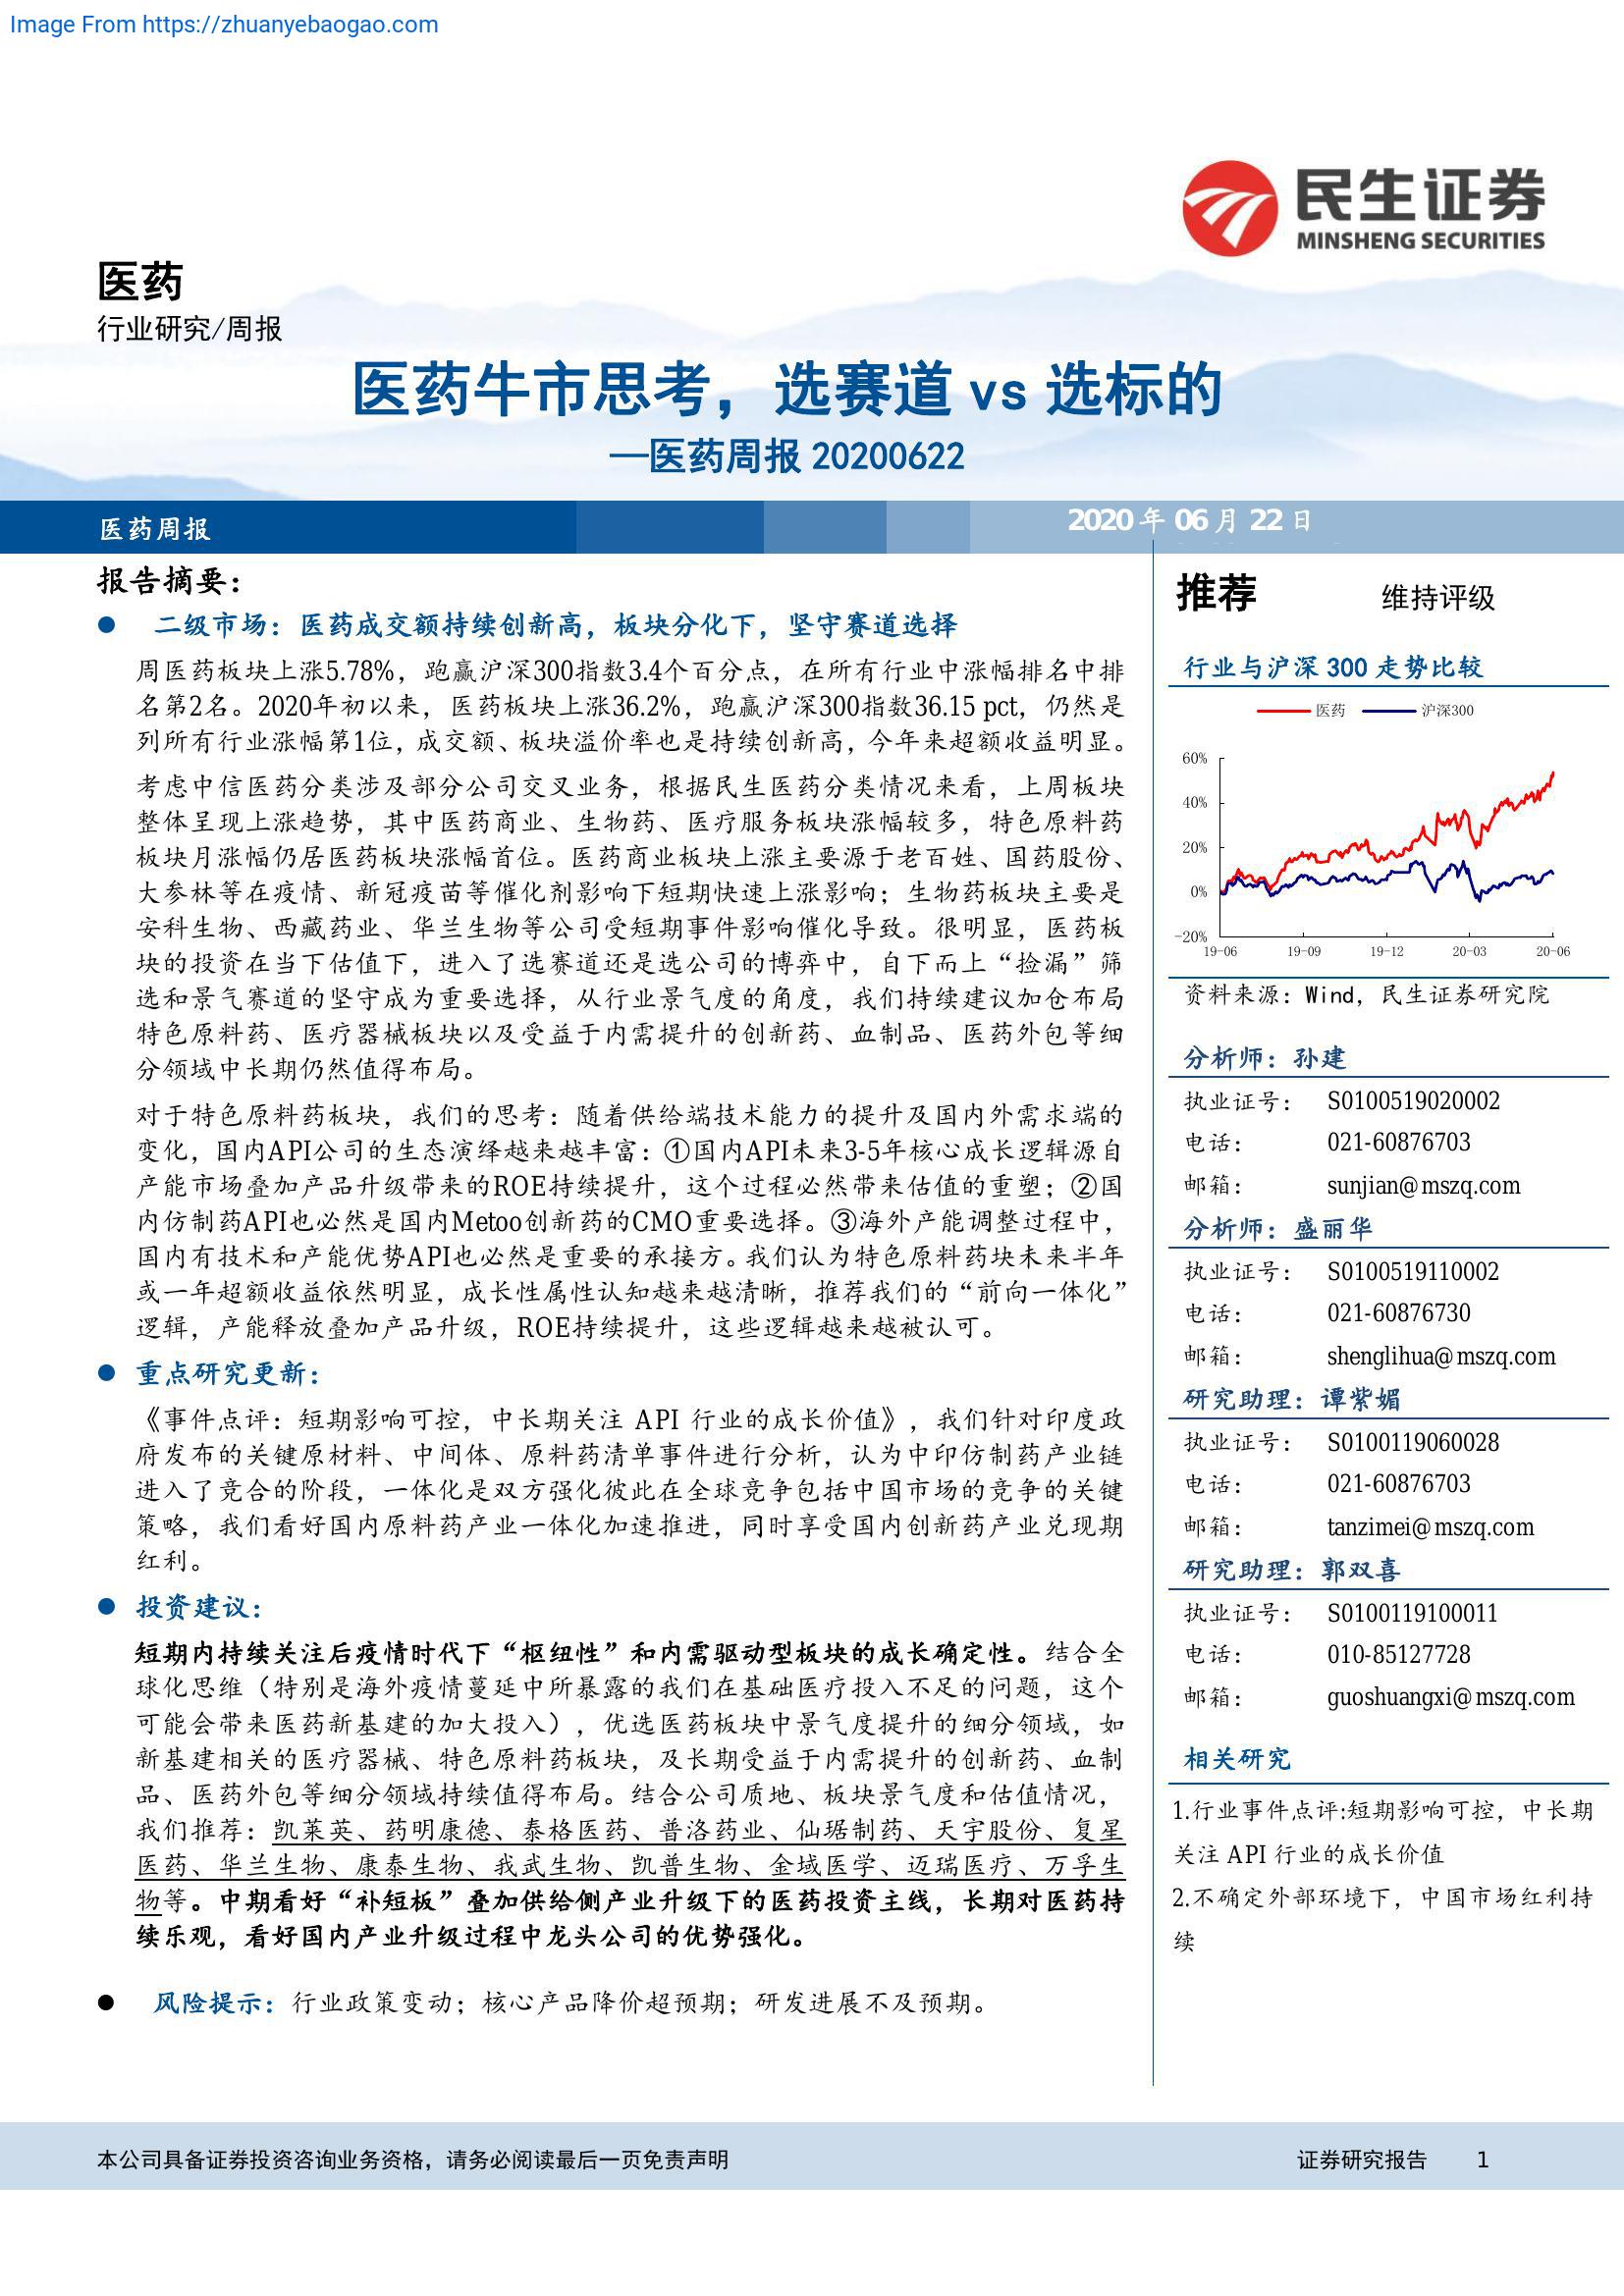 Image From https://zhuanyebaogao.com
民生证券
MINSHENG SECURITIES
医药
行业研究/周报
医药牛市思考，选赛道 vs 选标的
—医药周报 20200622
医药周报
2020 年 06 月 22 日
报告摘要：
● 二级市场：医药成交额持续创新高，板块分化下，坚守赛道选择
周医药板块上涨5.78%，跑赢沪深300指数3.4个百分点，在所有行业中涨幅排名中排
名第2名。2020年初以来，医药板块上涨36.2%，跑赢沪深300指数36.15 pct，仍然是
列所有行业涨幅第1位，成交额、板块溢价率也是持续创新高，今年来超额收益明显。
考虑中信医药分类涉及部分公司交叉业务，根据民生医药分类情况来看，上周板块
整体呈现上涨趋势，其中医药商业、生物药、医疗服务板块涨幅较多，特色原料药
板块月涨幅仍居医药板块涨幅首位。医药商业板块上涨主要源于老百姓、国药股份、
大参林等在疫情、新冠疫苗等催化剂影响下短期快速上涨影响；生物药板块主要是
安科生物、西藏药业、华兰生物等公司受短期事件影响催化导致。很明显，医药板
块的投资在当下估值下，进入了选赛道还是选公司的博弈中，自下而上“捡漏”筛
选和景气赛道的坚守成为重要选择，从行业景气度的角度，我们持续建议加仓布局
特色原料药、医疗器械板块以及受益于内需提升的创新药、血制品、医药外包等细
分领域中长期仍然值得布局。
对于特色原料药板块，我们的思考：随着供给端技术能力的提升及国内外需求端的
变化，国内API公司的生态演绎越来越丰富：①国内API未来3-5年核心成长逻辑源自
产能市场叠加产品升级带来的ROE持续提升，这个过程必然带来估值的重塑；②国
内仿制药API也必然是国内Metoo创新药的CMO重要选择。③海外产能调整过程中，
国内有技术和产能优势API也必然是重要的承接方。我们认为特色原料药块未来半年
或一年超额收益依然明显，成长性属性认知越来越清晰，推荐我们的“前向一体化”
逻辑，产能释放叠加产品升级，ROE持续提升，这些逻辑越来越被认可。
● 重点研究更新：
《事件点评：短期影响可控，中长期关注 API 行业的成长价值》，我们针对印度政
府发布的关键原材料、中间体、原料药清单事件进行分析，认为中印仿制药产业链
进入了竞合的阶段，一体化是双方强化彼此在全球竞争包括中国市场的竞争的关键
策略，我们看好国内原料药产业一体化加速推进，同时享受国内创新药产业兑现期
红利。
● 投资建议：
短期内持续关注后疫情时代下“枢纽性”和内需驱动型板块的成长确定性。结合全
球化思维（特别是海外疫情蔓延中所暴露的我们在基础医疗投入不足的问题，这个
可能会带来医药新基建的加大投入），优选医药板块中景气度提升的细分领域，如
新基建相关的医疗器械、特色原料药板块，及长期受益于内需提升的创新药、血制
品、医药外包等细分领域持续值得布局。结合公司质地、板块景气度和估值情况，
我们推荐：凯莱英、药明康德、泰格医药、普洛药业、仙琚制药、天宇股份、复星
医药、华兰生物、康泰生物、我武生物、凯普生物、金域医学、迈瑞医疗、万孚生
物等。中期看好“补短板”叠加供给侧产业升级下的医药投资主线，长期对医药持
续乐观，看好国内产业升级过程中龙头公司的优势强化。
● 风险提示：行业政策变动；核心产品降价超预期；研发进展不及预期。
推荐 维持评级
行业与沪深 300 走势比较
医药 沪深300
60%
40%
20%
0%
-20%
19-06 19-09 19-12 20-03 20-06
资料来源：Wind，民生证券研究院
分析师：孙建
执业证号： S0100519020002
电话： 021-60876703
邮箱： sunjian@mszq.com
分析师：盛丽华
执业证号： S0100519110002
电话： 021-60876730
邮箱： shenglihua@mszq.com
研究助理：谭紫媚
执业证号： S0100119060028
电话： 021-60876703
邮箱： tanzimei@mszq.com
研究助理：郭双喜
执业证号： S0100119100011
电话： 010-85127728
邮箱： guoshuangxi@mszq.com
相关研究
1.行业事件点评:短期影响可控，中长期
关注 API 行业的成长价值
2.不确定外部环境下，中国市场红利持
续
本公司具备证券投资咨询业务资格，请务必阅读最后一页免责声明
证券研究报告 1